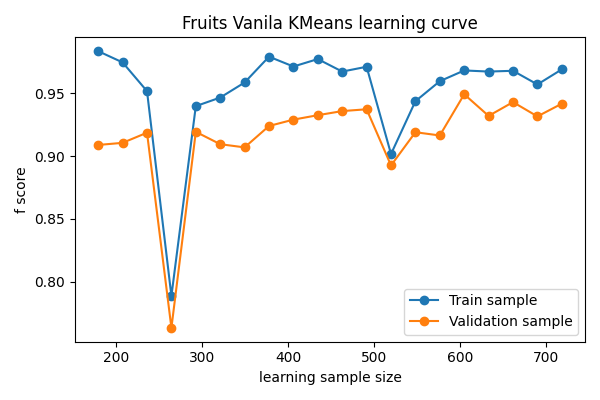 Fruits Vanila KMeans learning curve
f score
0.95
0.90
0.85
0.80
Train sample
Validation sample
200 300 400 500 600 700
learning sample size